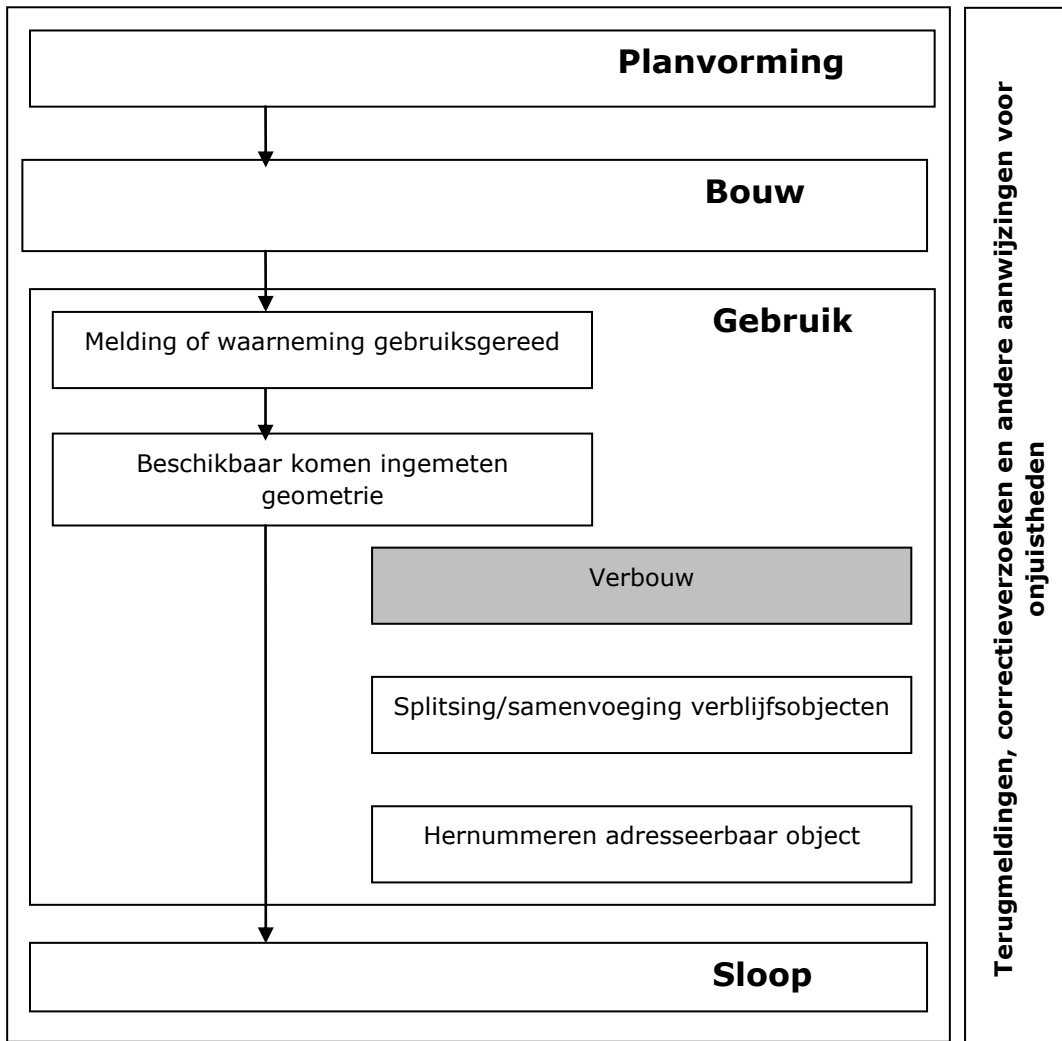 Planvorming
Bouw
Gebruik
Melding of waarneming gebruiksgereed
Beschikbaar komen ingemeten
geometrie
Verbouw
Splitsing/samenvoeging verblijfsobjecten
Hernummeren adresseerbaar object
Sloop
Terugmeldingen, correctieverzoeken en andere aanwijzingen voor
onjuistheden